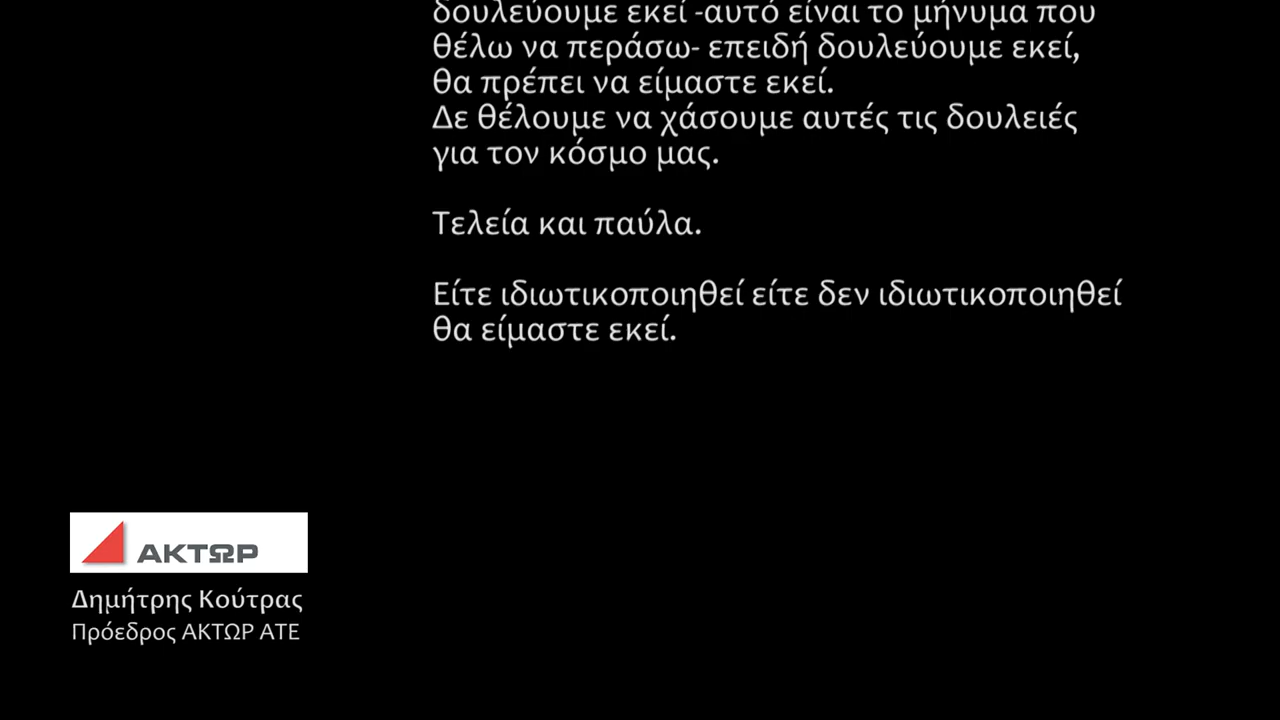 δουλεύουμε εκεί -αυτό είναι το μήνυμα που
θέλω να περάσω- επειδή δουλεύουμε εκεί,
θα πρέπει να είμαστε εκεί.
Δε θέλουμε να χάσουμε αυτές τις δουλειές
για τον κόσμο μας.
Τελεία και παύλα.
Είτε ιδιωτικοποιηθεί είτε δεν ιδιωτικοποιηθεί
θα είμαστε εκεί.
ΑΚΤΩΡ
Δημήτρης Κούτρας
Πρόεδρος ΑΚΤΩΡ ΑΤΕ